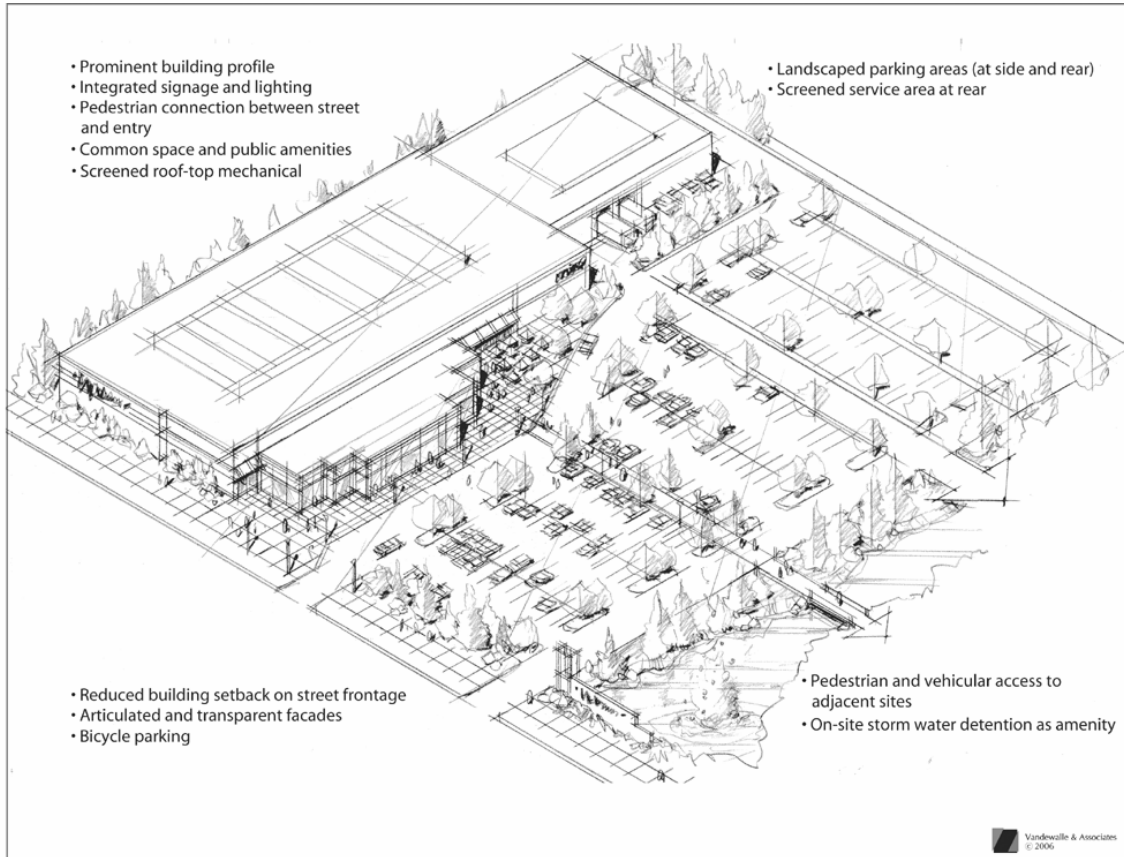 • Prominent building profile
• Integrated signage and lighting
• Pedestrian connection between street
and entry
• Common space and public amenities
• Screened roof-top mechanical
• Landscaped parking areas (at side and rear)
• Screened service area at rear
• Reduced building setback on street frontage
• Articulated and transparent facades
• Bicycle parking
• Pedestrian and vehicular access to
adjacent sites
• On-site storm water detention as amenity
Vandewalle & Associates
© 2006